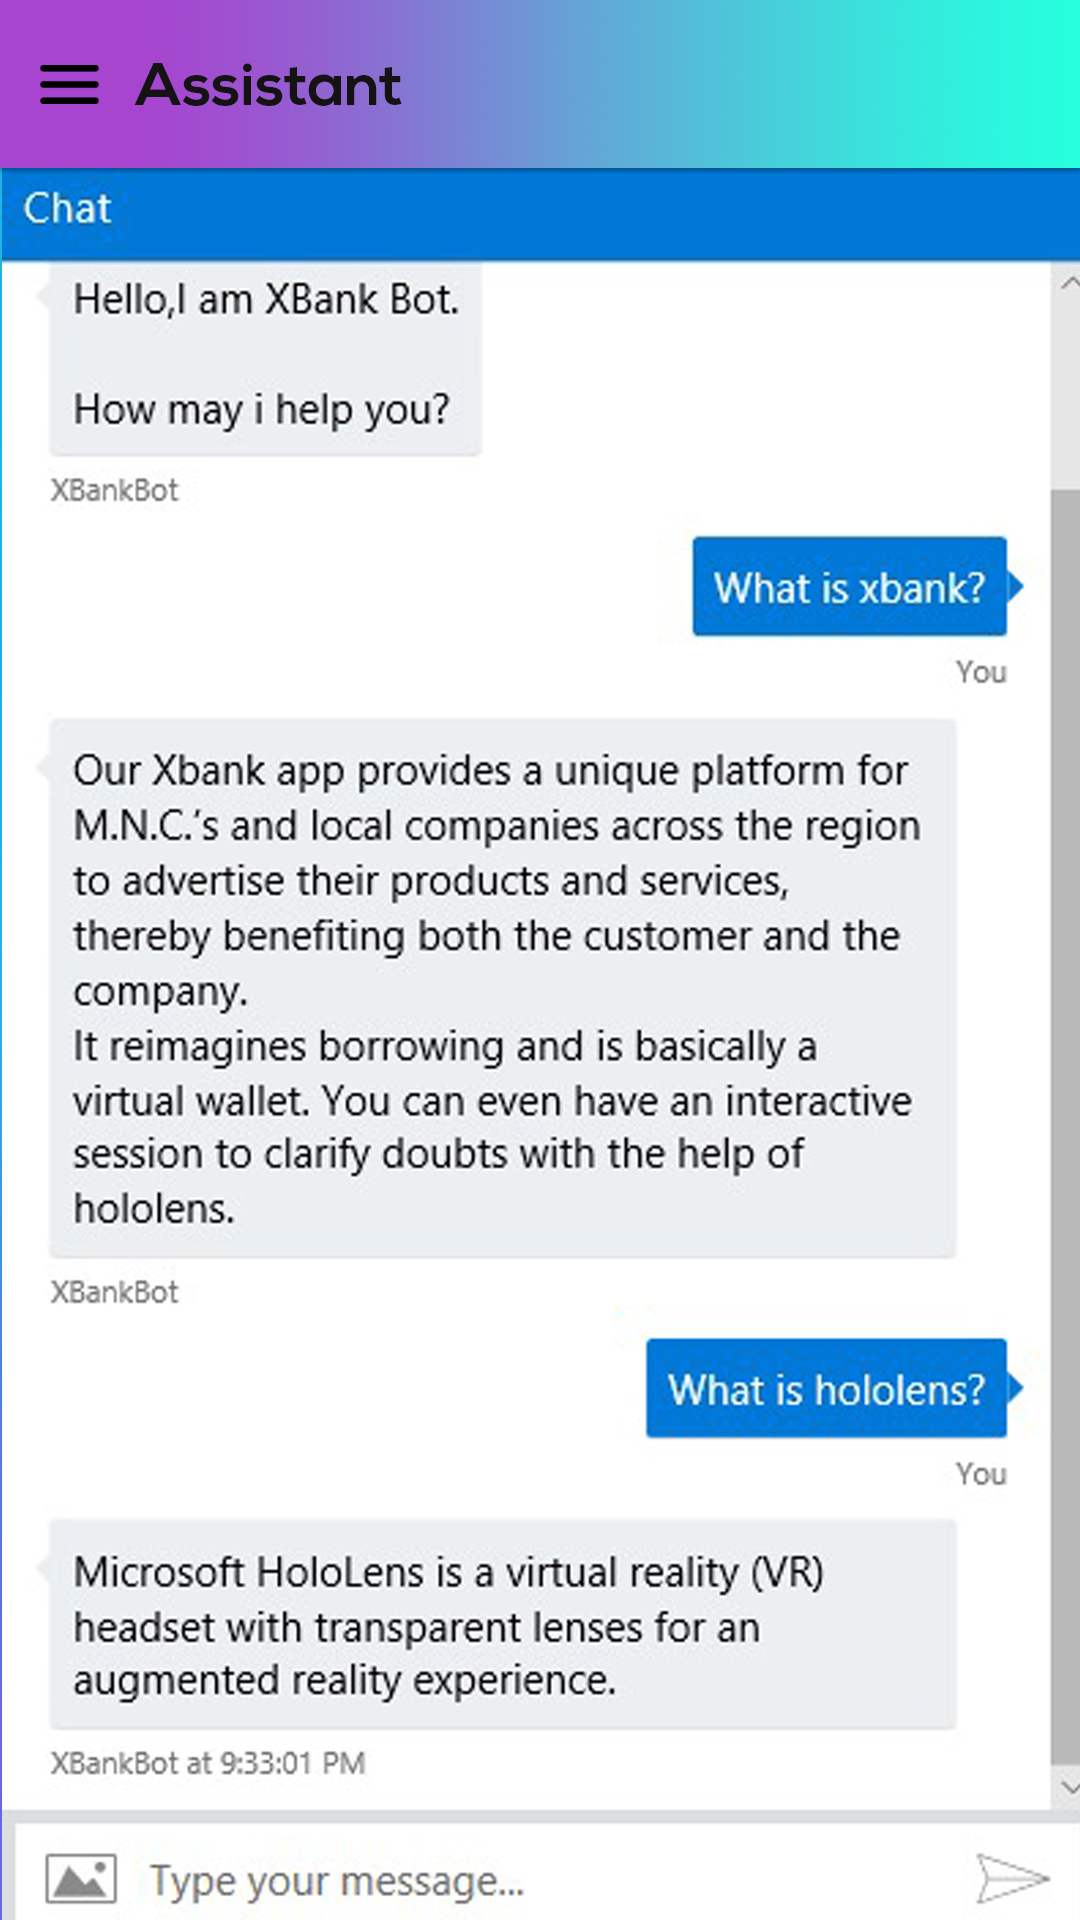 Assistant
Chat
Hello,I am XBank Bot.
How may i help you?
XBankBot
What is xbank?
You
Our Xbank app provides a unique platform for
M.N.C.'s and local companies across the region
to advertise their products and services,
thereby benefiting both the customer and the
company.
It reimagines borrowing and is basically a
virtual wallet. You can even have an interactive
session to clarify doubts with the help of
hololens.
XBankBot
What is hololens?
You
Microsoft HoloLens is a virtual reality (VR)
headset with transparent lenses for an
augmented reality experience.
XBankBot at 9:33:01 PM
Type your message...